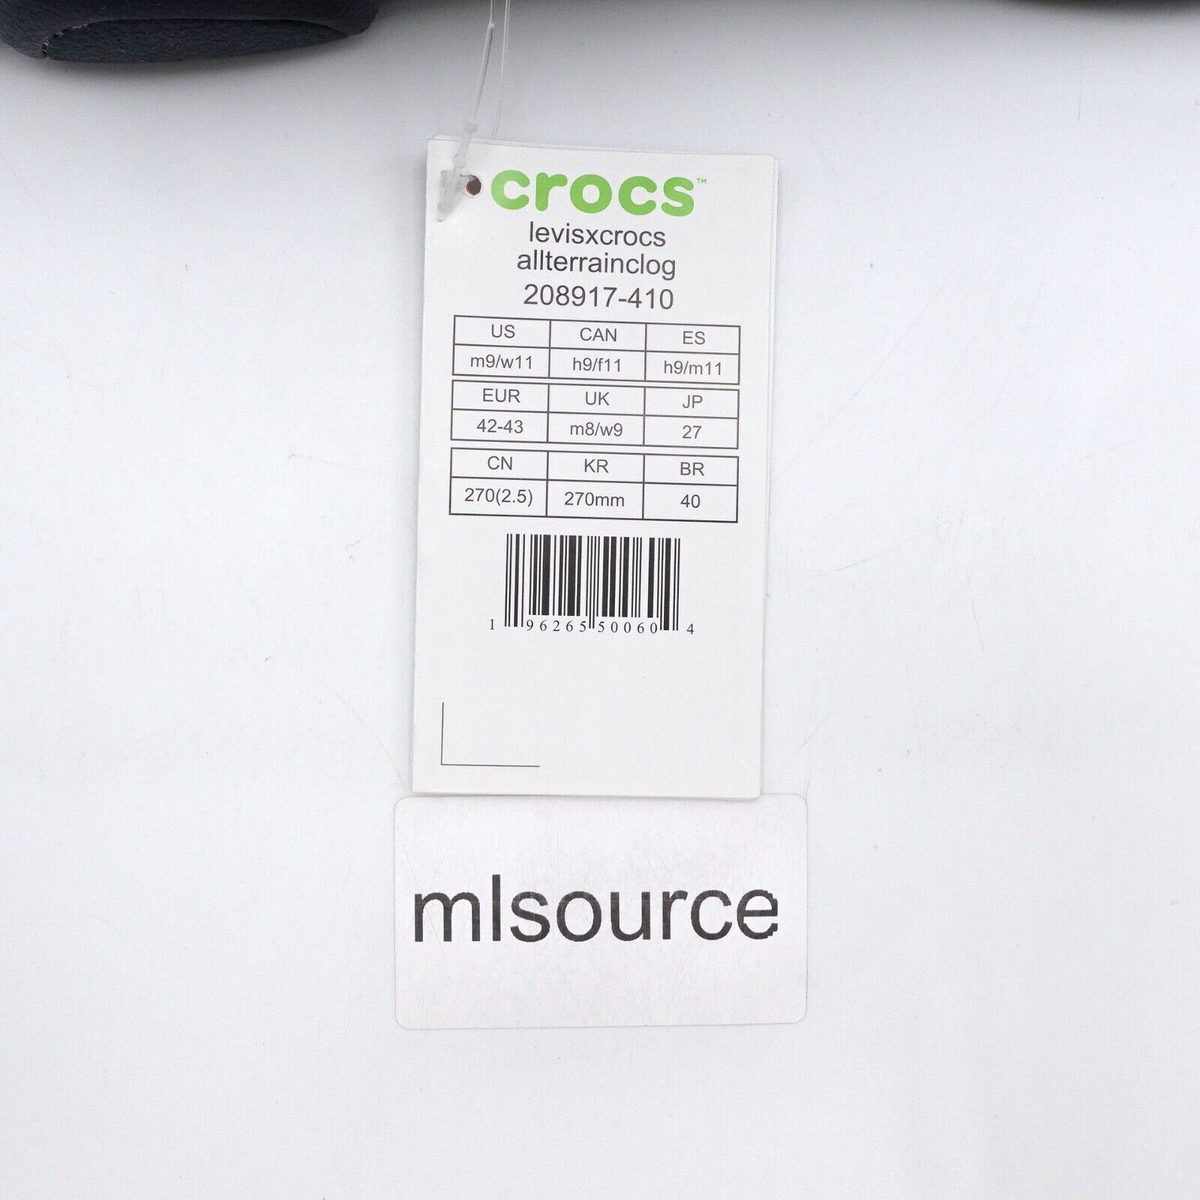 crocs™
levisxcrocs
allterrainclog
208917-410
US CAN ES
m9/w11 h9/f11 h9/m11
EUR UK JP
42-43 m8/w9 27
CN KR BR
270(2.5) 270mm 40
1 96265 50060 4
mlsource